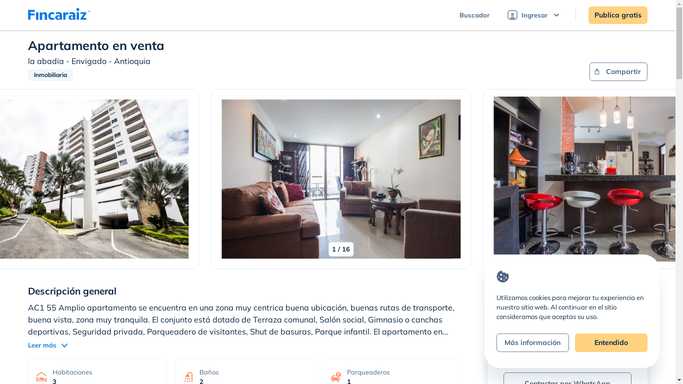 Fincaraiz
Buscador
Ingresar
Publica gratis
Apartamento en venta
la abadia - Envigado - Antioquia
Inmobiliaria
Compartir
1 / 16
Descripción general
AC1 55 Amplio apartamento se encuentra en una zona muy centrica buena ubicación, buenas rutas de transporte,
buena vista, zona muy tranquila. El conjunto está dotado de Terraza comunal, Salón social, Gimnasio o canchas
deportivas, Seguridad privada, Parqueadero de visitantes, Shut de basuras, Parque infantil. El apartamento en...
Leer más
Habitaciones
3
Baños
2
Parqueaderos
1
Utilizamos cookies para mejorar tu experiencia en
nuestro sitio web. Al continuar en el sitio
consideramos que aceptas su uso.
Más información
Entendido
Contactar por WhatsApp